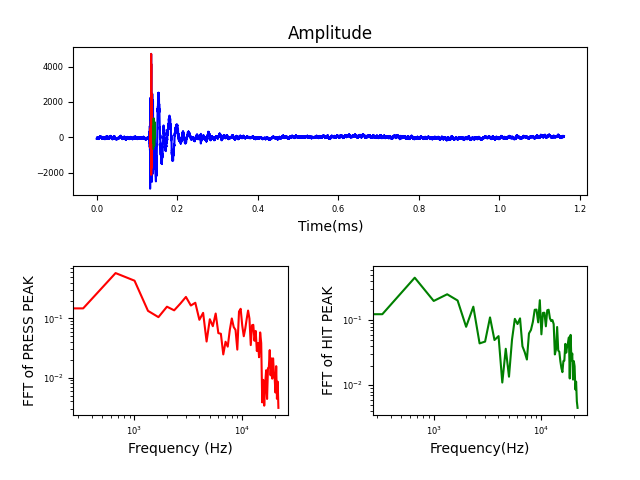 Amplitude
4000
2000
0
−2000
0.0 0.2 0.4 0.6 0.8 1.0 1.2
Time(ms)
FFT of PRESS PEAK
10⁻¹
10⁻²
10³ 10⁴
Frequency (Hz)
FFT of HIT PEAK
10⁻¹
10⁻²
10³ 10⁴
Frequency(Hz)